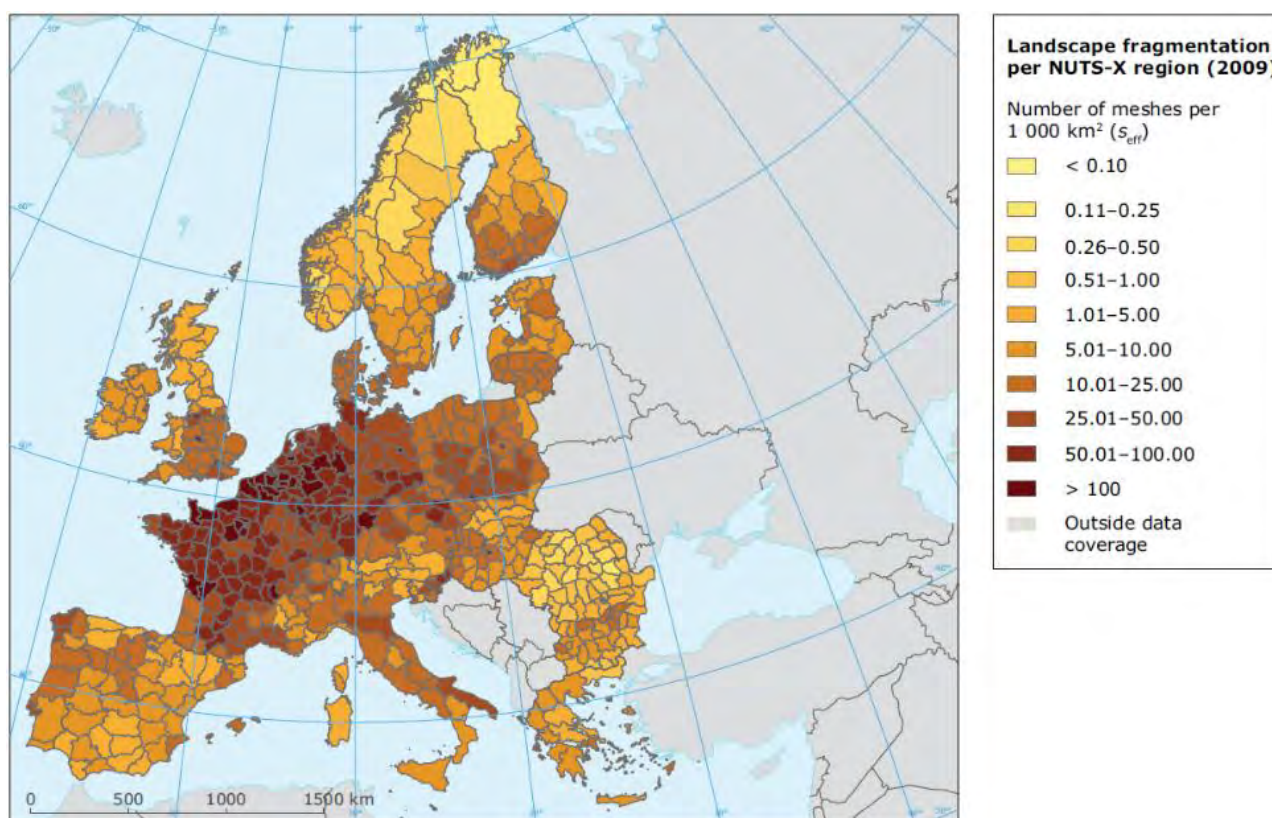 Landscape fragmentation
per NUTS-X region (2009)
Number of meshes per
1 000 km² (s_eff)
< 0.10
0.11–0.25
0.26–0.50
0.51–1.00
1.01–5.00
5.01–10.00
10.01–25.00
25.01–50.00
50.01–100.00
> 100
Outside data
coverage
0 500 1000 1500 km